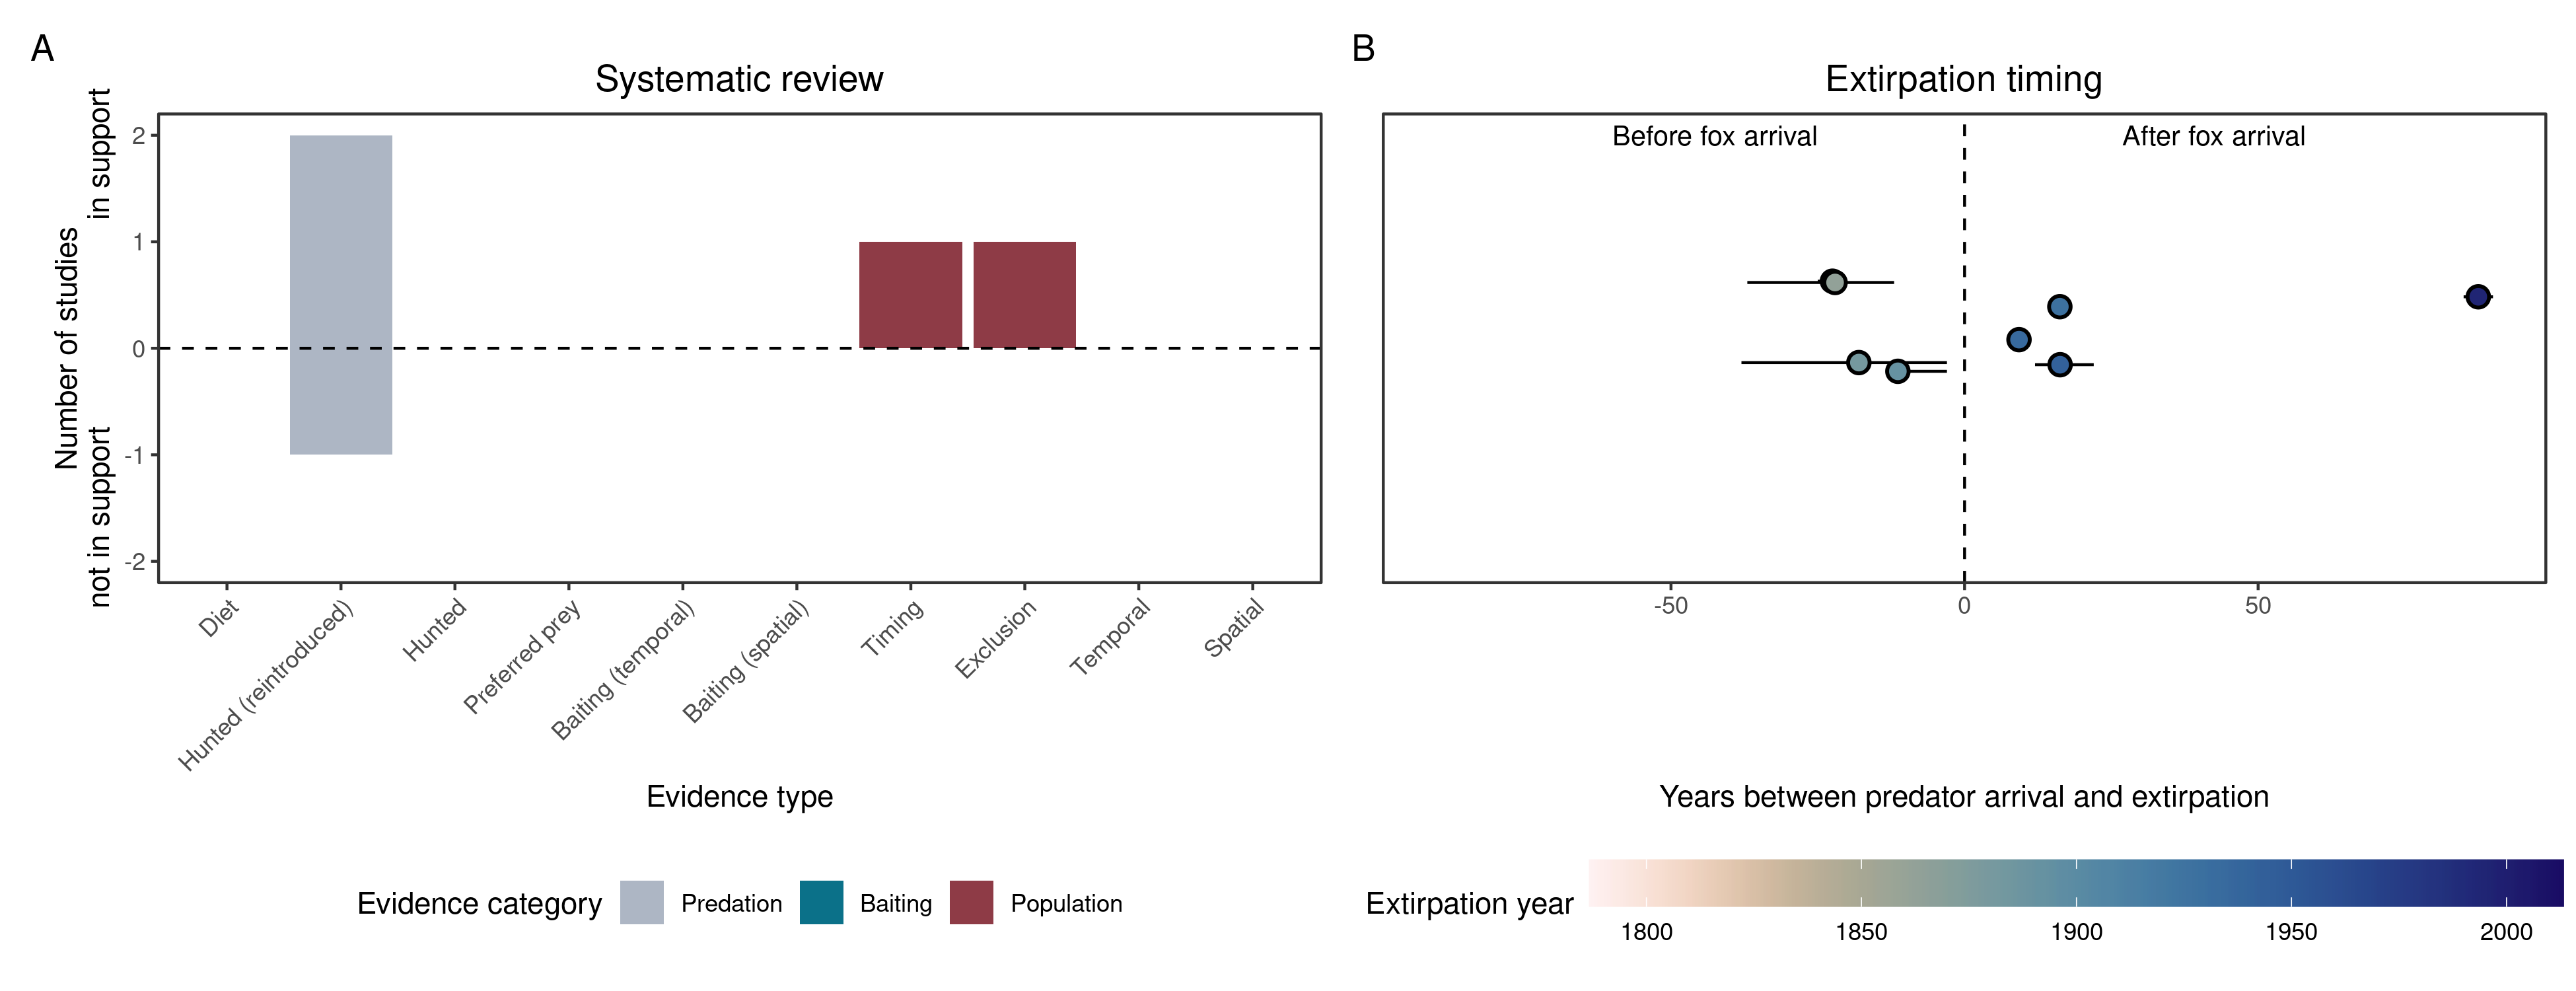 A
Systematic review
Number of studies
not in support
in support
2
1
0
-1
-2
Diet
Hunted (reintroduced)
Hunted
Preferred prey
Baiting (temporal)
Baiting (spatial)
Timing
Exclusion
Temporal
Spatial
Evidence type
Evidence category
Predation
Baiting
Population
B
Extirpation timing
Before fox arrival
After fox arrival
-50
0
50
Years between predator arrival and extirpation
Extirpation year
1800
1850
1900
1950
2000